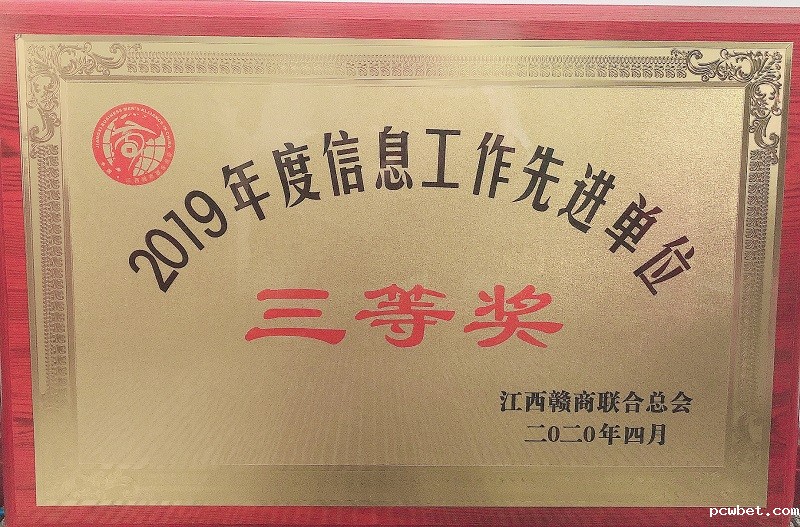 2019年度信息工作先进单位
三等奖
江西赣商联合总会
二〇二〇年四月
pcwbet.com